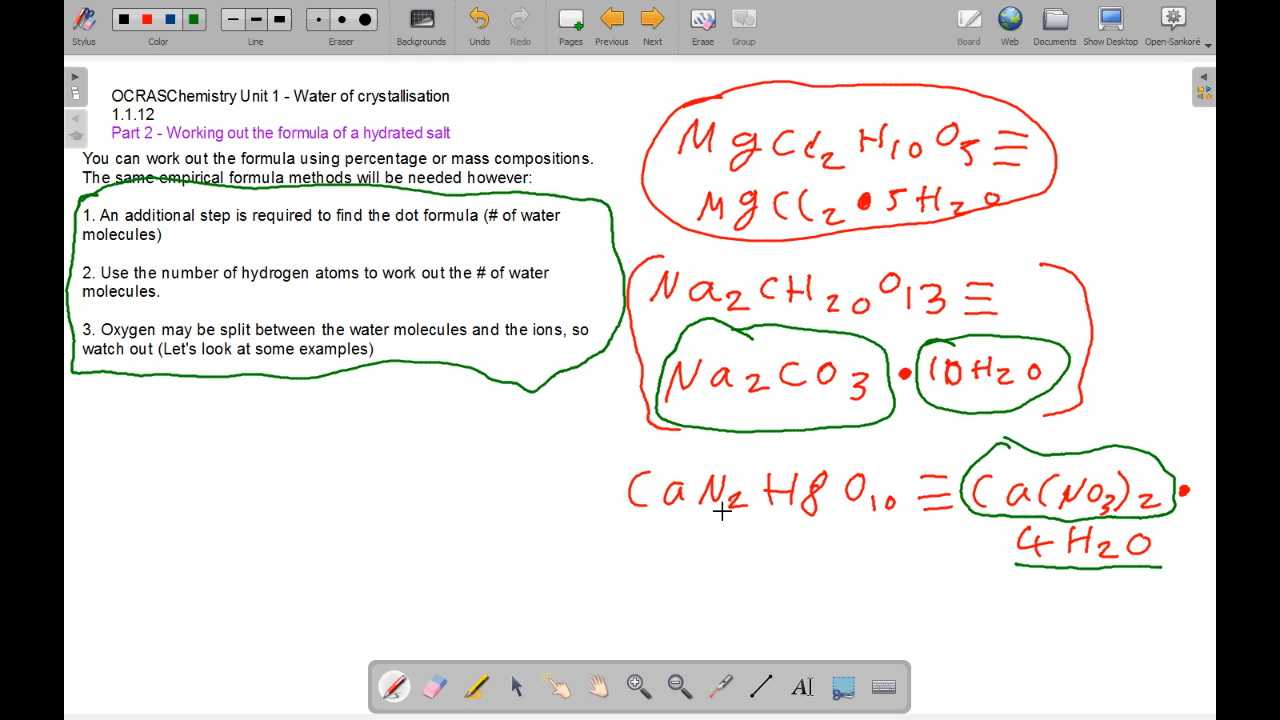 Stylus Color Line Eraser Backgrounds Undo Redo Pages Previous Next Erase Group Board Web Documents Show Desktop Open-Sankoré
OCRASChemistry Unit 1 - Water of crystallisation
1.1.12
Part 2 - Working out the formula of a hydrated salt
You can work out the formula using percentage or mass compositions.
The same empirical formula methods will be needed however:
1. An additional step is required to find the dot formula (# of water
molecules)
2. Use the number of hydrogen atoms to work out the # of water
molecules.
3. Oxygen may be split between the water molecules and the ions, so
watch out (Let's look at some examples)
MgCl₂H₁₀O₅ ≡
MgCl₂•5H₂O
Na₂CH₂₀O₁₃ ≡
Na₂CO₃ • 10H₂O
CaN₂H₈O₁₀ ≡ Ca(NO₃)₂ •
4H₂O